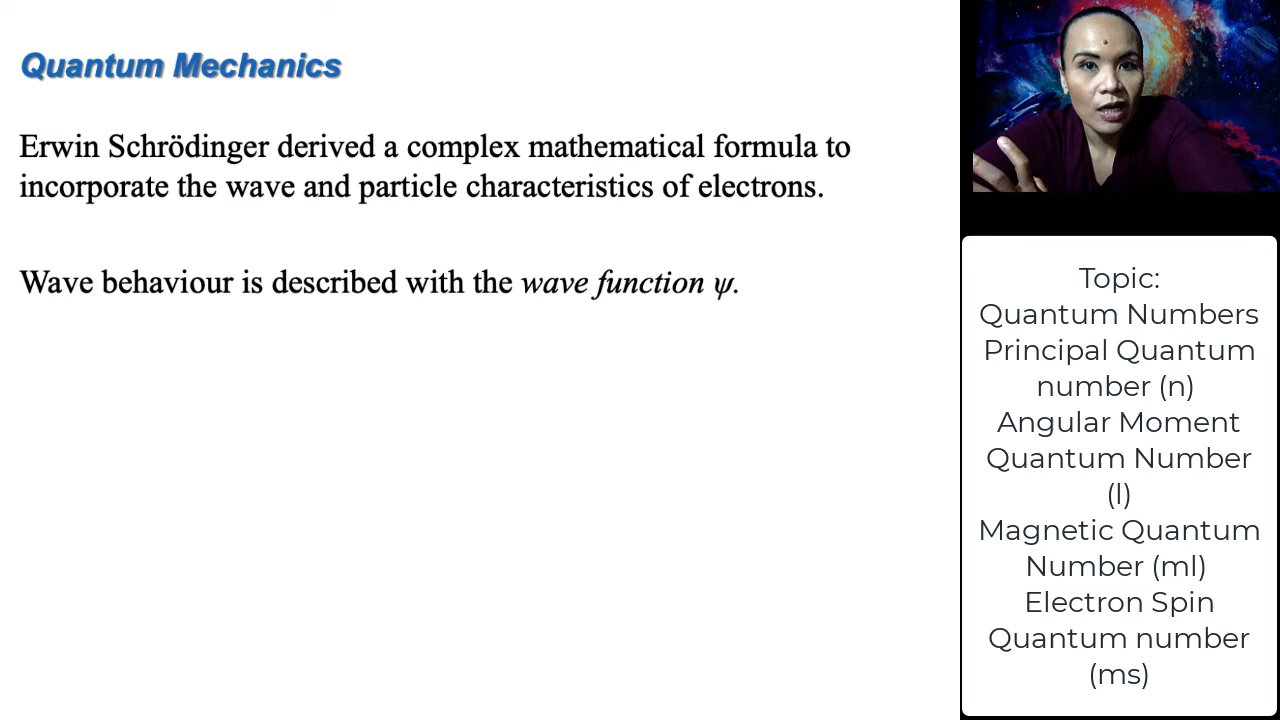 Quantum Mechanics
Erwin Schrödinger derived a complex mathematical formula to
incorporate the wave and particle characteristics of electrons.
Wave behaviour is described with the wave function ψ.
Topic:
Quantum Numbers
Principal Quantum
number (n)
Angular Moment
Quantum Number
(l)
Magnetic Quantum
Number (ml)
Electron Spin
Quantum number
(ms)